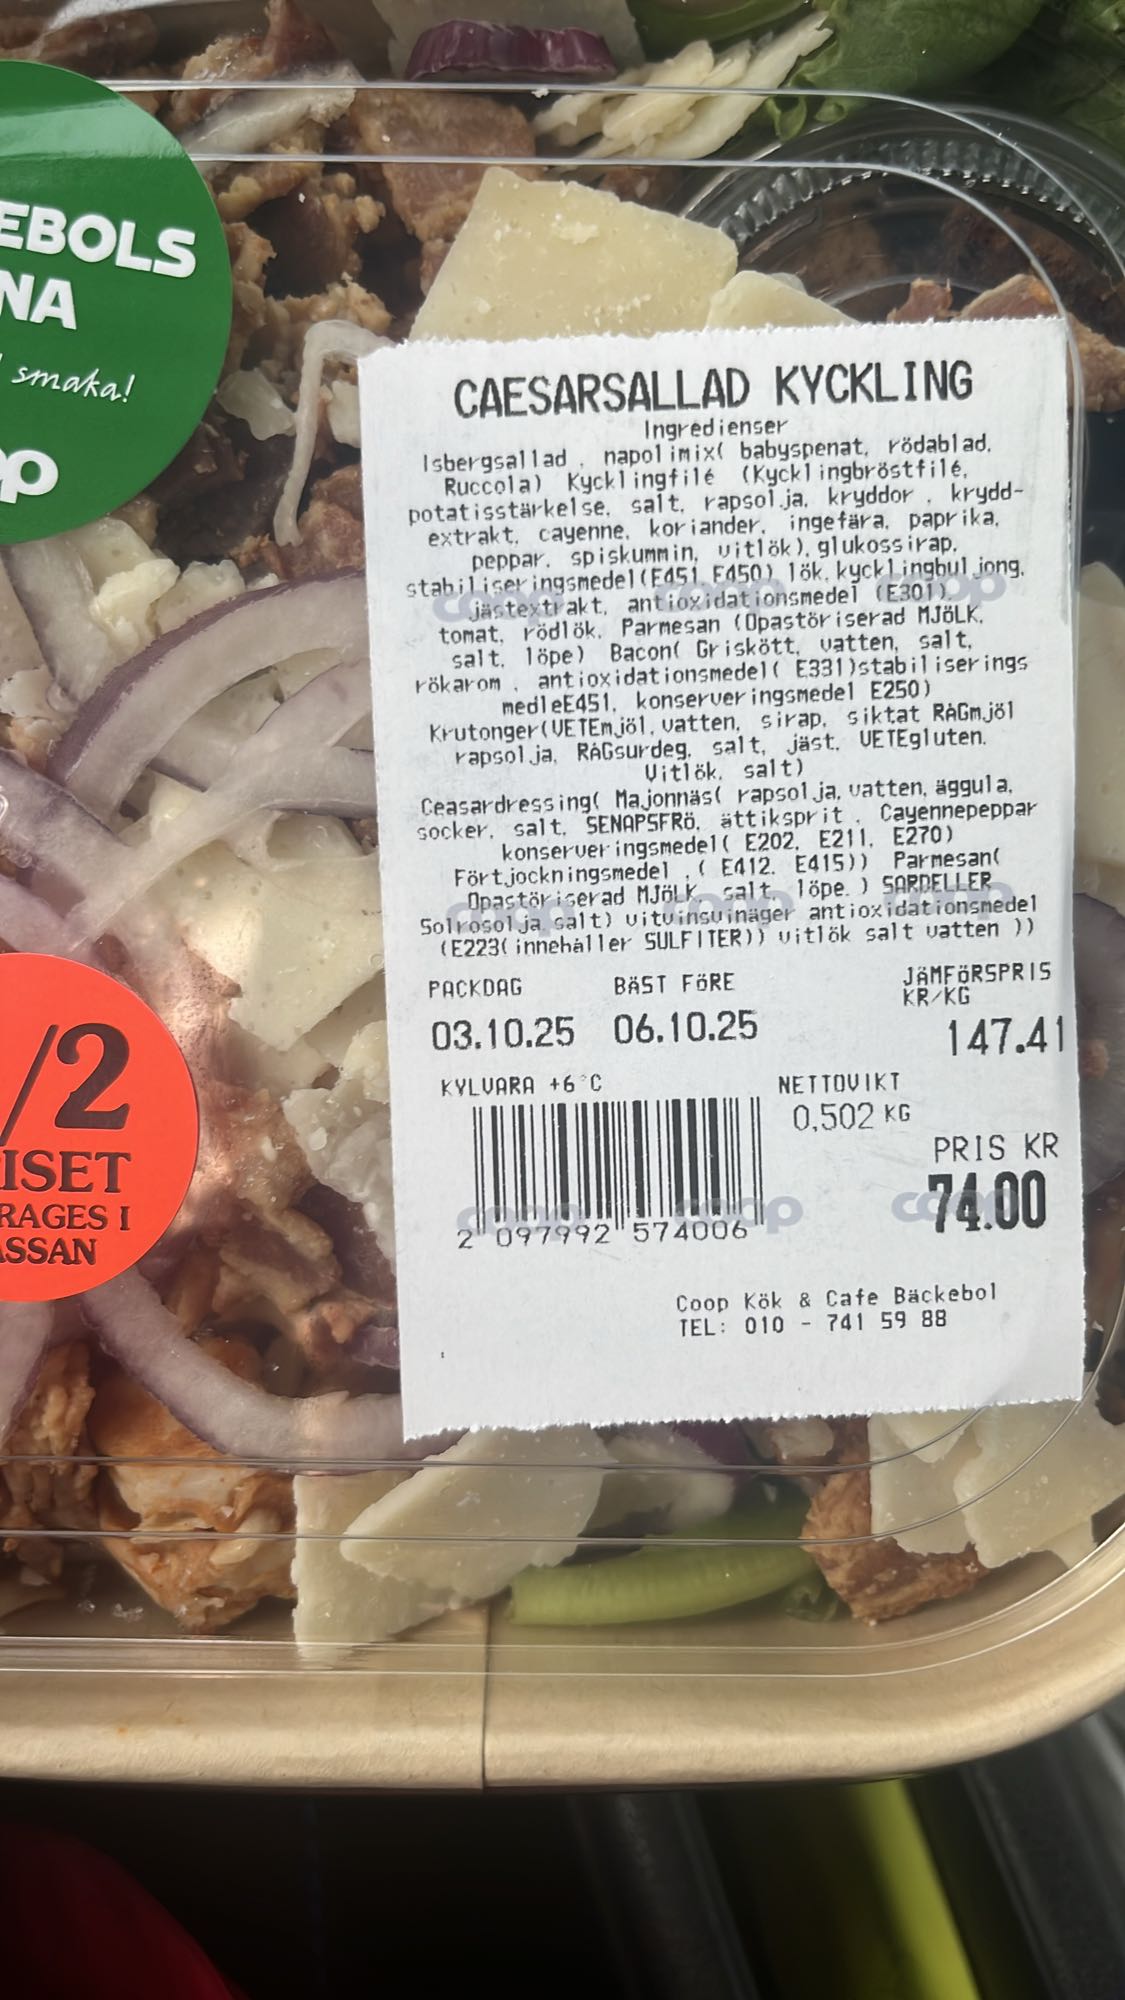 EBOLS
NA
smaka!
op
/2
ISET
RAGES I
ASSAN
CAESARSALLAD KYCKLING
Ingredienser
Isbergsallad , napolimix( babyspenat, rödablad,
Ruccola) Kycklingfilé (Kycklingbröstfilé,
potatisstärkelse, salt, rapsolja, kryddor , krydd-
extrakt, cayenne, koriander, ingefära, paprika,
peppar, spiskummin, vitlök), glukossirap,
stabiliseringsmedel(E451, E450) lök, kycklingbuljong,
jästextrakt, antioxidationsmedel (E301),
tomat, rödlök, Parmesan (Opastöriserad MJÖLK,
salt, löpe) Bacon( Griskött, vatten, salt,
rökarom , antioxidationsmedel( E331)stabiliserings
medleE451, konserveringsmedel E250)
Krutonger(VETEmjöl, vatten, sirap, siktat RÅGmjöl
rapsolja, RÅGsurdeg, salt, jäst, VETEgluten,
Vitlök, salt)
Ceasardressing( Majonnäs( rapsolja, vatten, äggula,
socker, salt, SENAPSFRÖ, ättiksprit , Cayennepeppar
konserveringsmedel( E202, E211, E270)
Förtjockningsmedel ,( E412. E415)) Parmesan(
Opastöriserad MJÖLK, salt, löpe.) SARDELLER
Solrosolja salt) vitvinsvinäger antioxidationsmedel
(E223( innehåller SULFITER)) vitlök salt vatten ))
PACKDAG BÄST FÖRE JÄMFÖRSPRIS
KR/KG
03.10.25 06.10.25 147.41
KYLVARA +6°C NETTOVIKT
0,502 KG
PRIS KR
74.00
2 097992 574006
Coop Kök & Cafe Bäckebol
TEL: 010 - 741 59 88